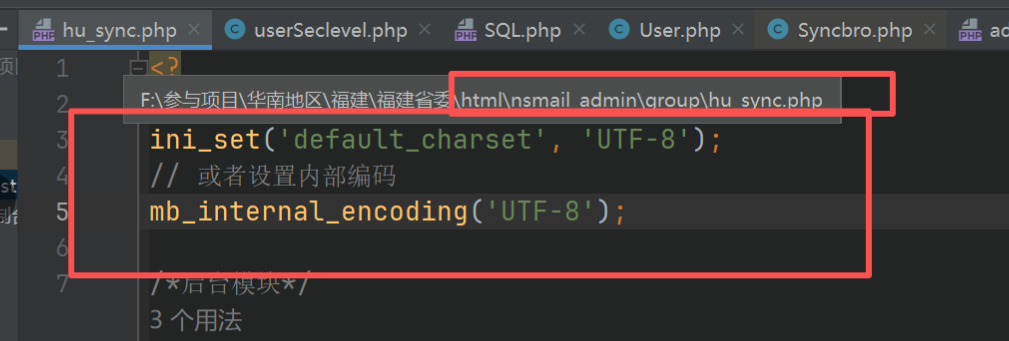 hu_sync.php × userSeclevel.php × SQL.php × User.php × Syncbro.php × ac
1 <?
2 F:\参与项目\华南地区\福建\福建省委\html\nsmail_admin\group\hu_sync.php
3 ini_set('default_charset', 'UTF-8');
4 // 或者设置内部编码
5 mb_internal_encoding('UTF-8');
6
7 /*后台模块*/
3 个用法